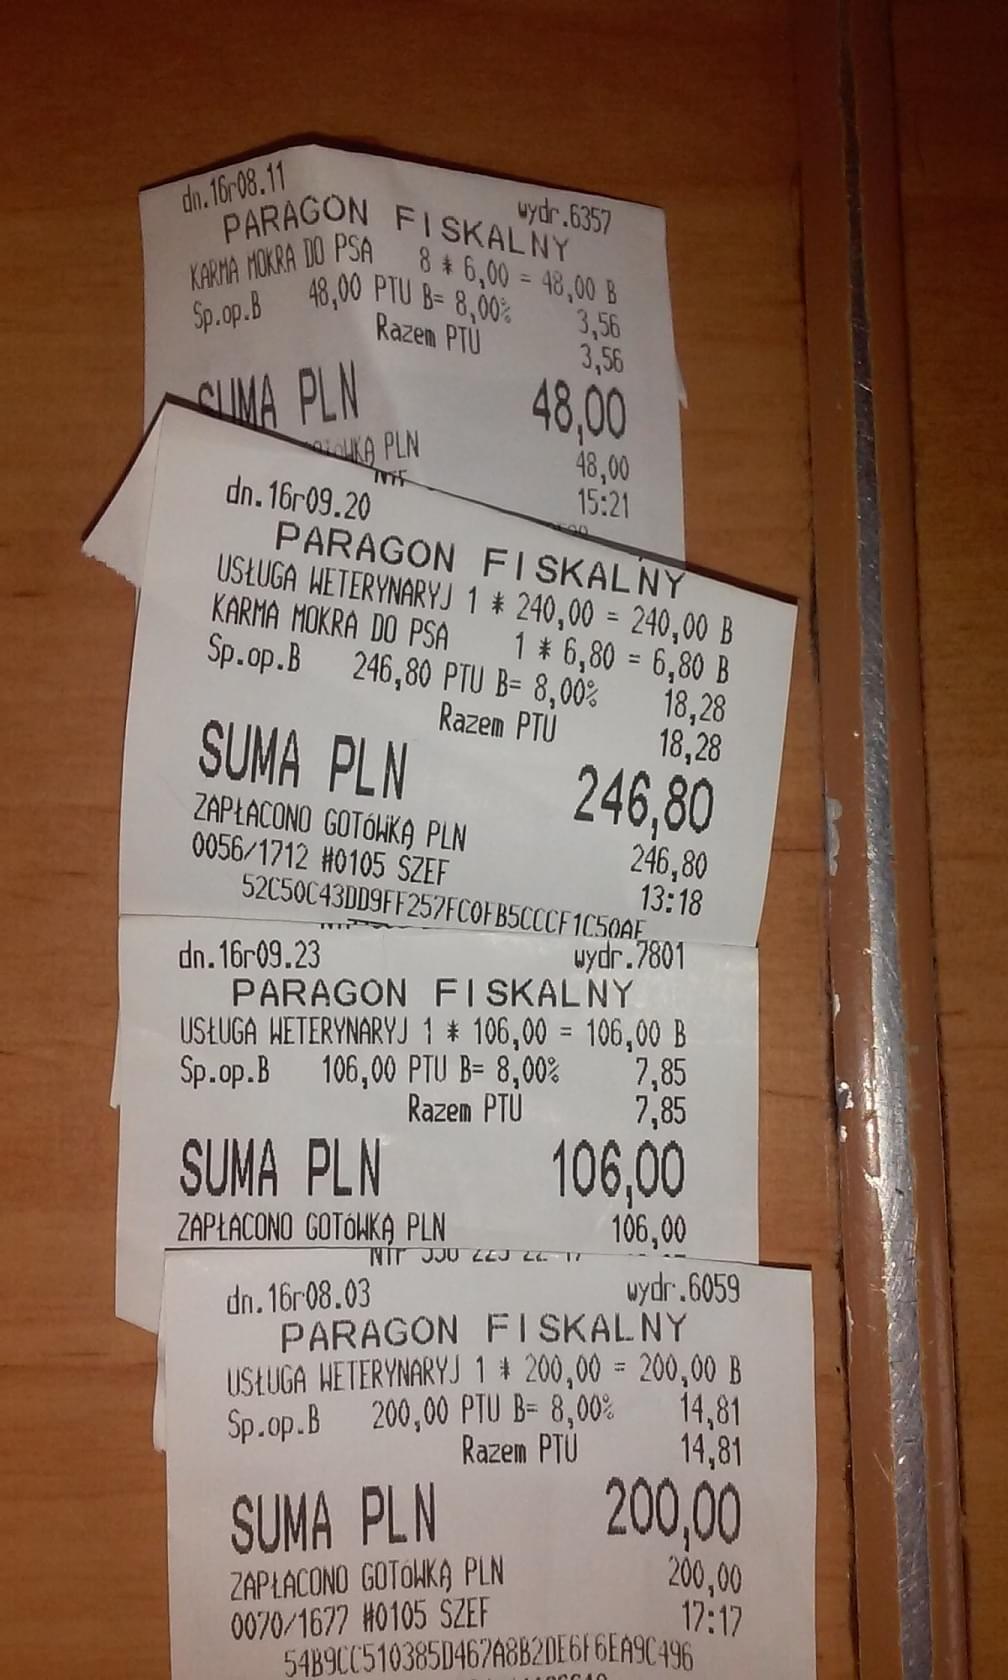 dn.16r08.11 wydr.6357
PARAGON FISKALNY
KARMA MOKRA DO PSA 8 * 6,00 = 48,00 B
Sp.op.B 48,00 PTU B= 8,00% 3,56
Razem PTU 3,56
SUMA PLN 48,00
PLN 48,00
15:21
dn.16r09.20
PARAGON FISKALNY
USŁUGA WETERYNARYJ 1 * 240,00 = 240,00 B
KARMA MOKRA DO PSA 1 * 6,80 = 6,80 B
Sp.op.B 246,80 PTU B= 8,00% 18,28
Razem PTU 18,28
SUMA PLN 246,80
ZAPŁACONO GOTÓWKĄ PLN 246,80
0056/1712 #0105 SZEF 13:18
52C50C43DD9FF257FC0FB5CCCF1C50AF
dn.16r09.23 wydr.7801
PARAGON FISKALNY
USŁUGA WETERYNARYJ 1 * 106,00 = 106,00 B
Sp.op.B 106,00 PTU B= 8,00% 7,85
Razem PTU 7,85
SUMA PLN 106,00
ZAPŁACONO GOTÓWKĄ PLN 106,00
dn.16r08.03 wydr.6059
PARAGON FISKALNY
USŁUGA WETERYNARYJ 1 * 200,00 = 200,00 B
Sp.op.B 200,00 PTU B= 8,00% 14,81
Razem PTU 14,81
SUMA PLN 200,00
ZAPŁACONO GOTÓWKĄ PLN 200,00
0070/1677 #0105 SZEF 17:17
54B9CC510385D467A8B2DE6F6EA9C496